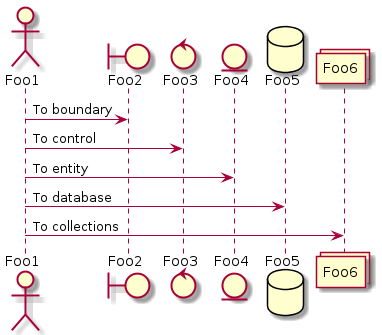 Foo1 Foo2 Foo3 Foo4 Foo5 Foo6
To boundary
To control
To entity
To database
To collections
Foo1 Foo2 Foo3 Foo4 Foo5 Foo6